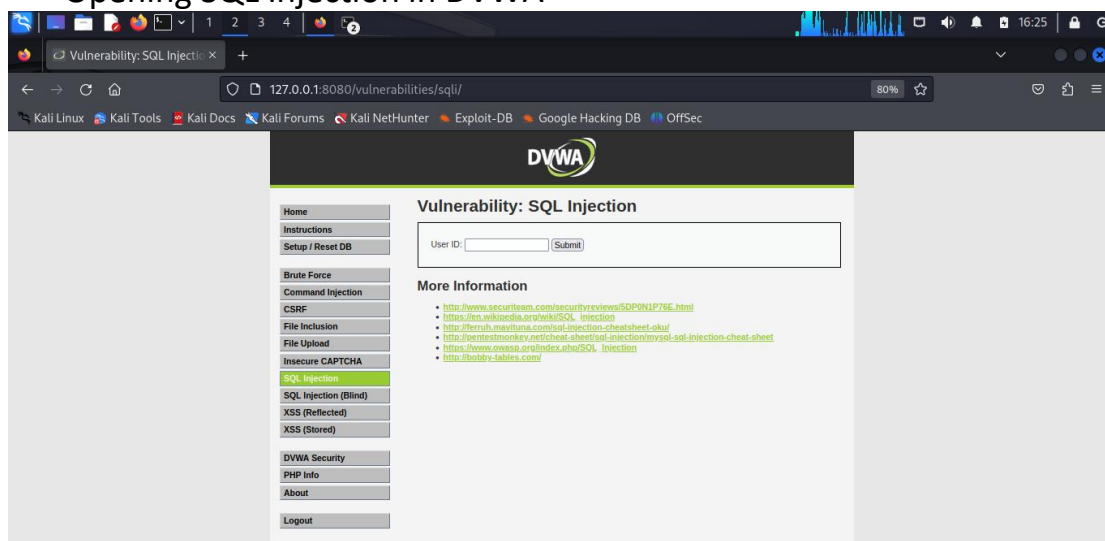 Opening SQL Injection in DVWA
1 2 3 4 2 16:25
Vulnerability: SQL Injectio × +
127.0.0.1:8080/vulnerabilities/sqli/ 80%
Kali Linux Kali Tools Kali Docs Kali Forums Kali NetHunter Exploit-DB Google Hacking DB OffSec
DVWA
Vulnerability: SQL Injection
User ID: Submit
More Information
http://www.securiteam.com/securityreviews/5DP0N1P76E.html
https://en.wikipedia.org/wiki/SQL_injection
http://ferruh.mavituna.com/sql-injection-cheatsheet-oku/
http://pentestmonkey.net/cheat-sheet/sql-injection/mysql-sql-injection-cheat-sheet
https://www.owasp.org/index.php/SQL_Injection
http://bobby-tables.com/
Home
Instructions
Setup / Reset DB
Brute Force
Command Injection
CSRF
File Inclusion
File Upload
Insecure CAPTCHA
SQL Injection
SQL Injection (Blind)
XSS (Reflected)
XSS (Stored)
DVWA Security
PHP Info
About
Logout